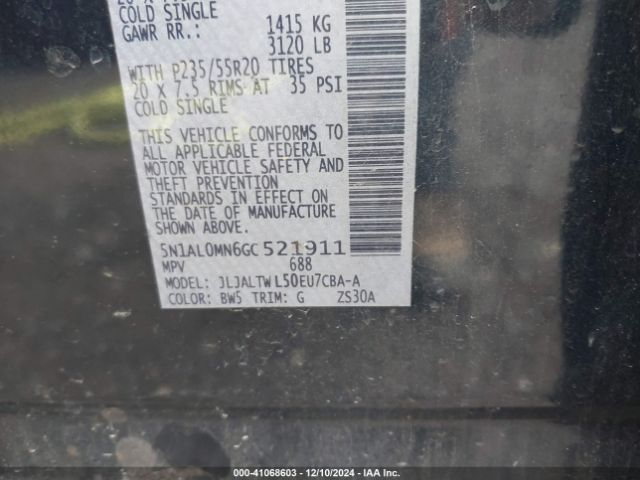 COLD SINGLE
GAWR RR.: 1415 KG
3120 LB
WITH P235/55R20 TIRES
20 X 7.5 RIMS AT 35 PSI
COLD SINGLE
THIS VEHICLE CONFORMS TO
ALL APPLICABLE FEDERAL
MOTOR VEHICLE SAFETY AND
THEFT PREVENTION
STANDARDS IN EFFECT ON
THE DATE OF MANUFACTURE
SHOWN ABOVE.
5N1AL0MN6GC521911
MPV 688
MODEL: JLJALTWL50EU7CBA-A
COLOR: BW5 TRIM: G ZS30A
000-41068603 - 12/10/2024 - IAA Inc.